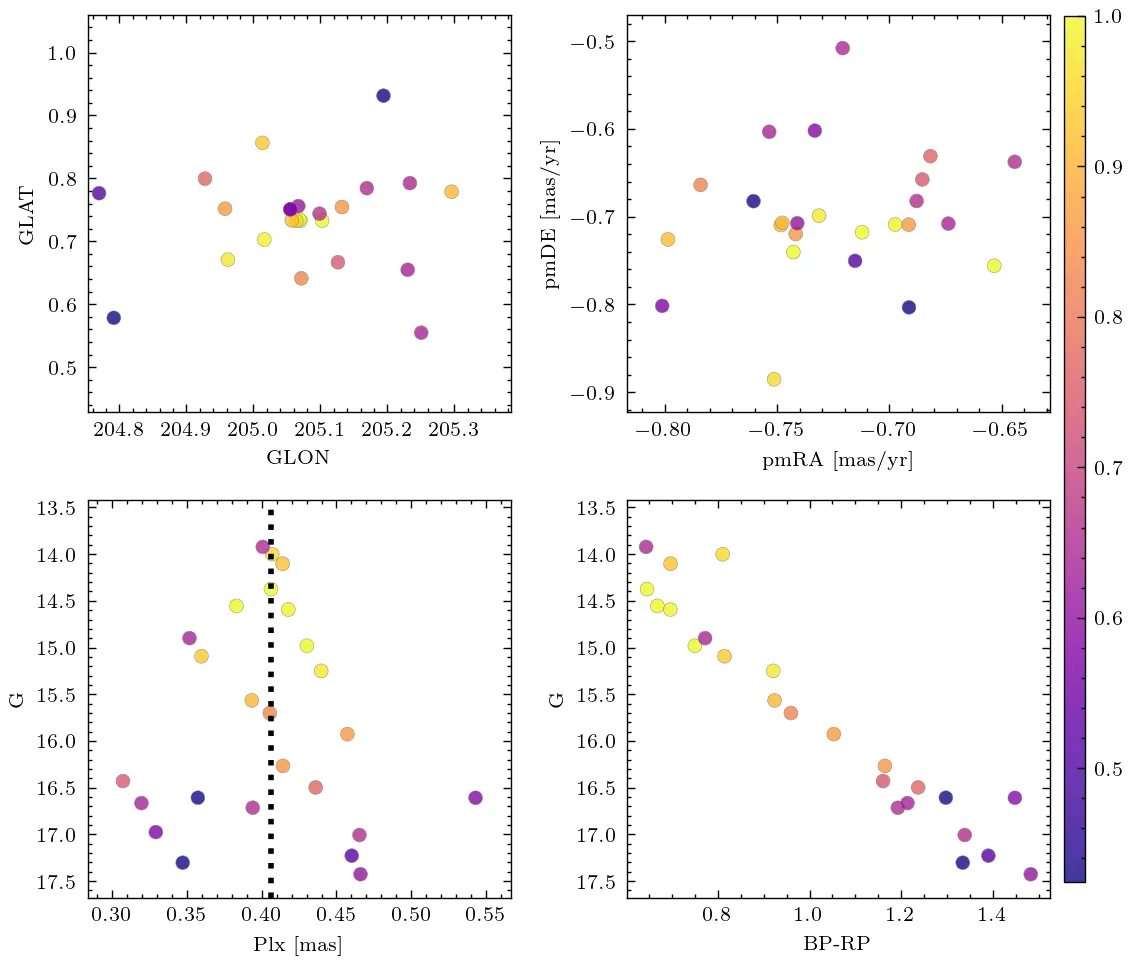 1.0
0.9
0.8
0.7
0.6
0.5
GLAT
204.8 204.9 205.0 205.1 205.2 205.3
GLON
−0.5
−0.6
−0.7
−0.8
−0.9
pmDE [mas/yr]
−0.80 −0.75 −0.70 −0.65
pmRA [mas/yr]
1.0
0.9
0.8
0.7
0.6
0.5
13.5
14.0
14.5
15.0
15.5
16.0
16.5
17.0
17.5
G
0.30 0.35 0.40 0.45 0.50 0.55
Plx [mas]
13.5
14.0
14.5
15.0
15.5
16.0
16.5
17.0
17.5
G
0.8 1.0 1.2 1.4
BP-RP